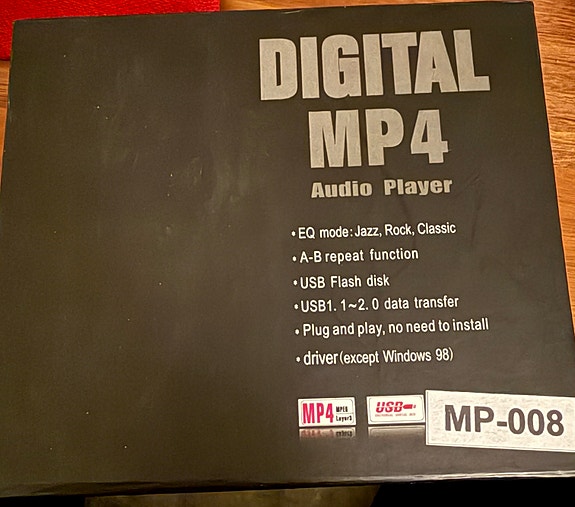 DIGITAL
MP4
Audio Player
• EQ mode: Jazz, Rock, Classic
• A-B repeat function
• USB Flash disk
• USB1. 1~2. 0 data transfer
• Plug and play, no need to install
• driver (except Windows 98)
MP4 MPEG
Layer3
USB
MP-008